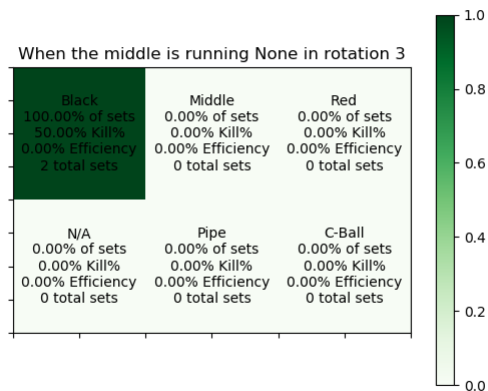 When the middle is running None in rotation 3
Black
100.00% of sets
50.00% Kill%
0.00% Efficiency
2 total sets
Middle
0.00% of sets
0.00% Kill%
0.00% Efficiency
0 total sets
Red
0.00% of sets
0.00% Kill%
0.00% Efficiency
0 total sets
N/A
0.00% of sets
0.00% Kill%
0.00% Efficiency
0 total sets
Pipe
0.00% of sets
0.00% Kill%
0.00% Efficiency
0 total sets
C-Ball
0.00% of sets
0.00% Kill%
0.00% Efficiency
0 total sets
1.0
0.8
0.6
0.4
0.2
0.0